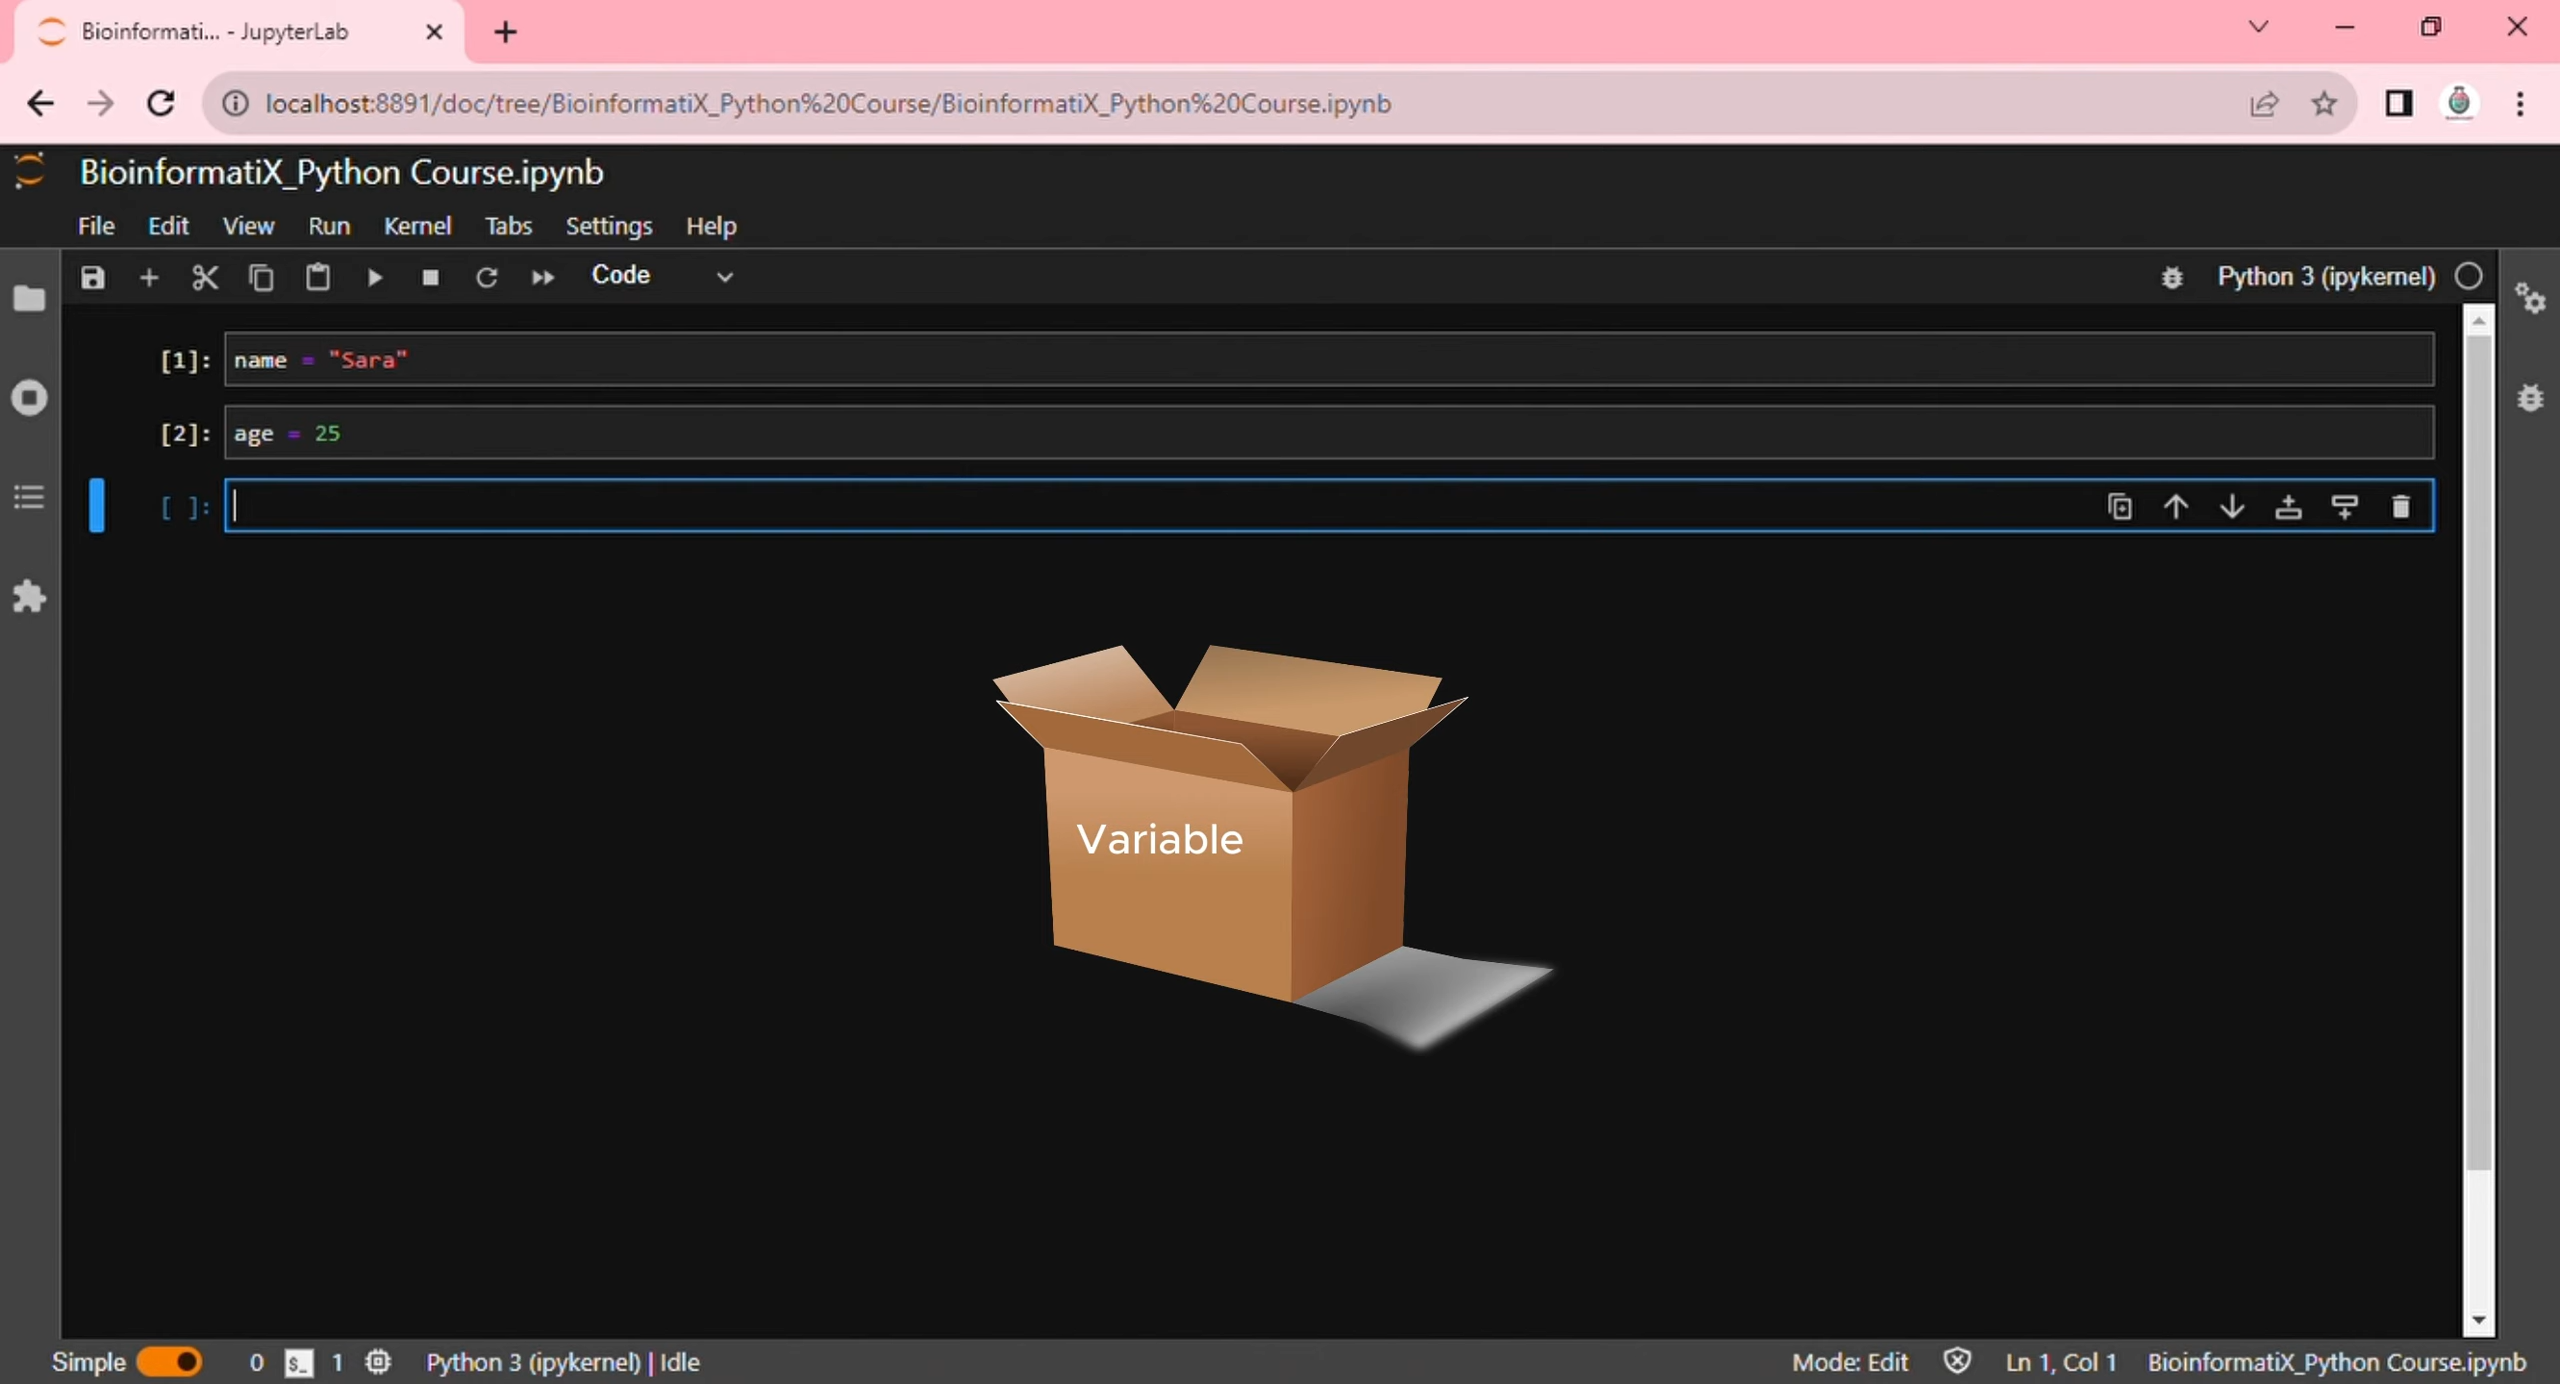 Bioinformati... - JupyterLab
localhost:8891/doc/tree/BioinformatiX_Python%20Course/BioinformatiX_Python%20Course.ipynb
BioinformatiX_Python Course.ipynb
File Edit View Run Kernel Tabs Settings Help
Code Python 3 (ipykernel)
[1]: name = "Sara"
[2]: age = 25
[ ]:
Variable
Simple 0 $_ 1 Python 3 (ipykernel) | Idle Mode: Edit Ln 1, Col 1 BioinformatiX_Python Course.ipynb